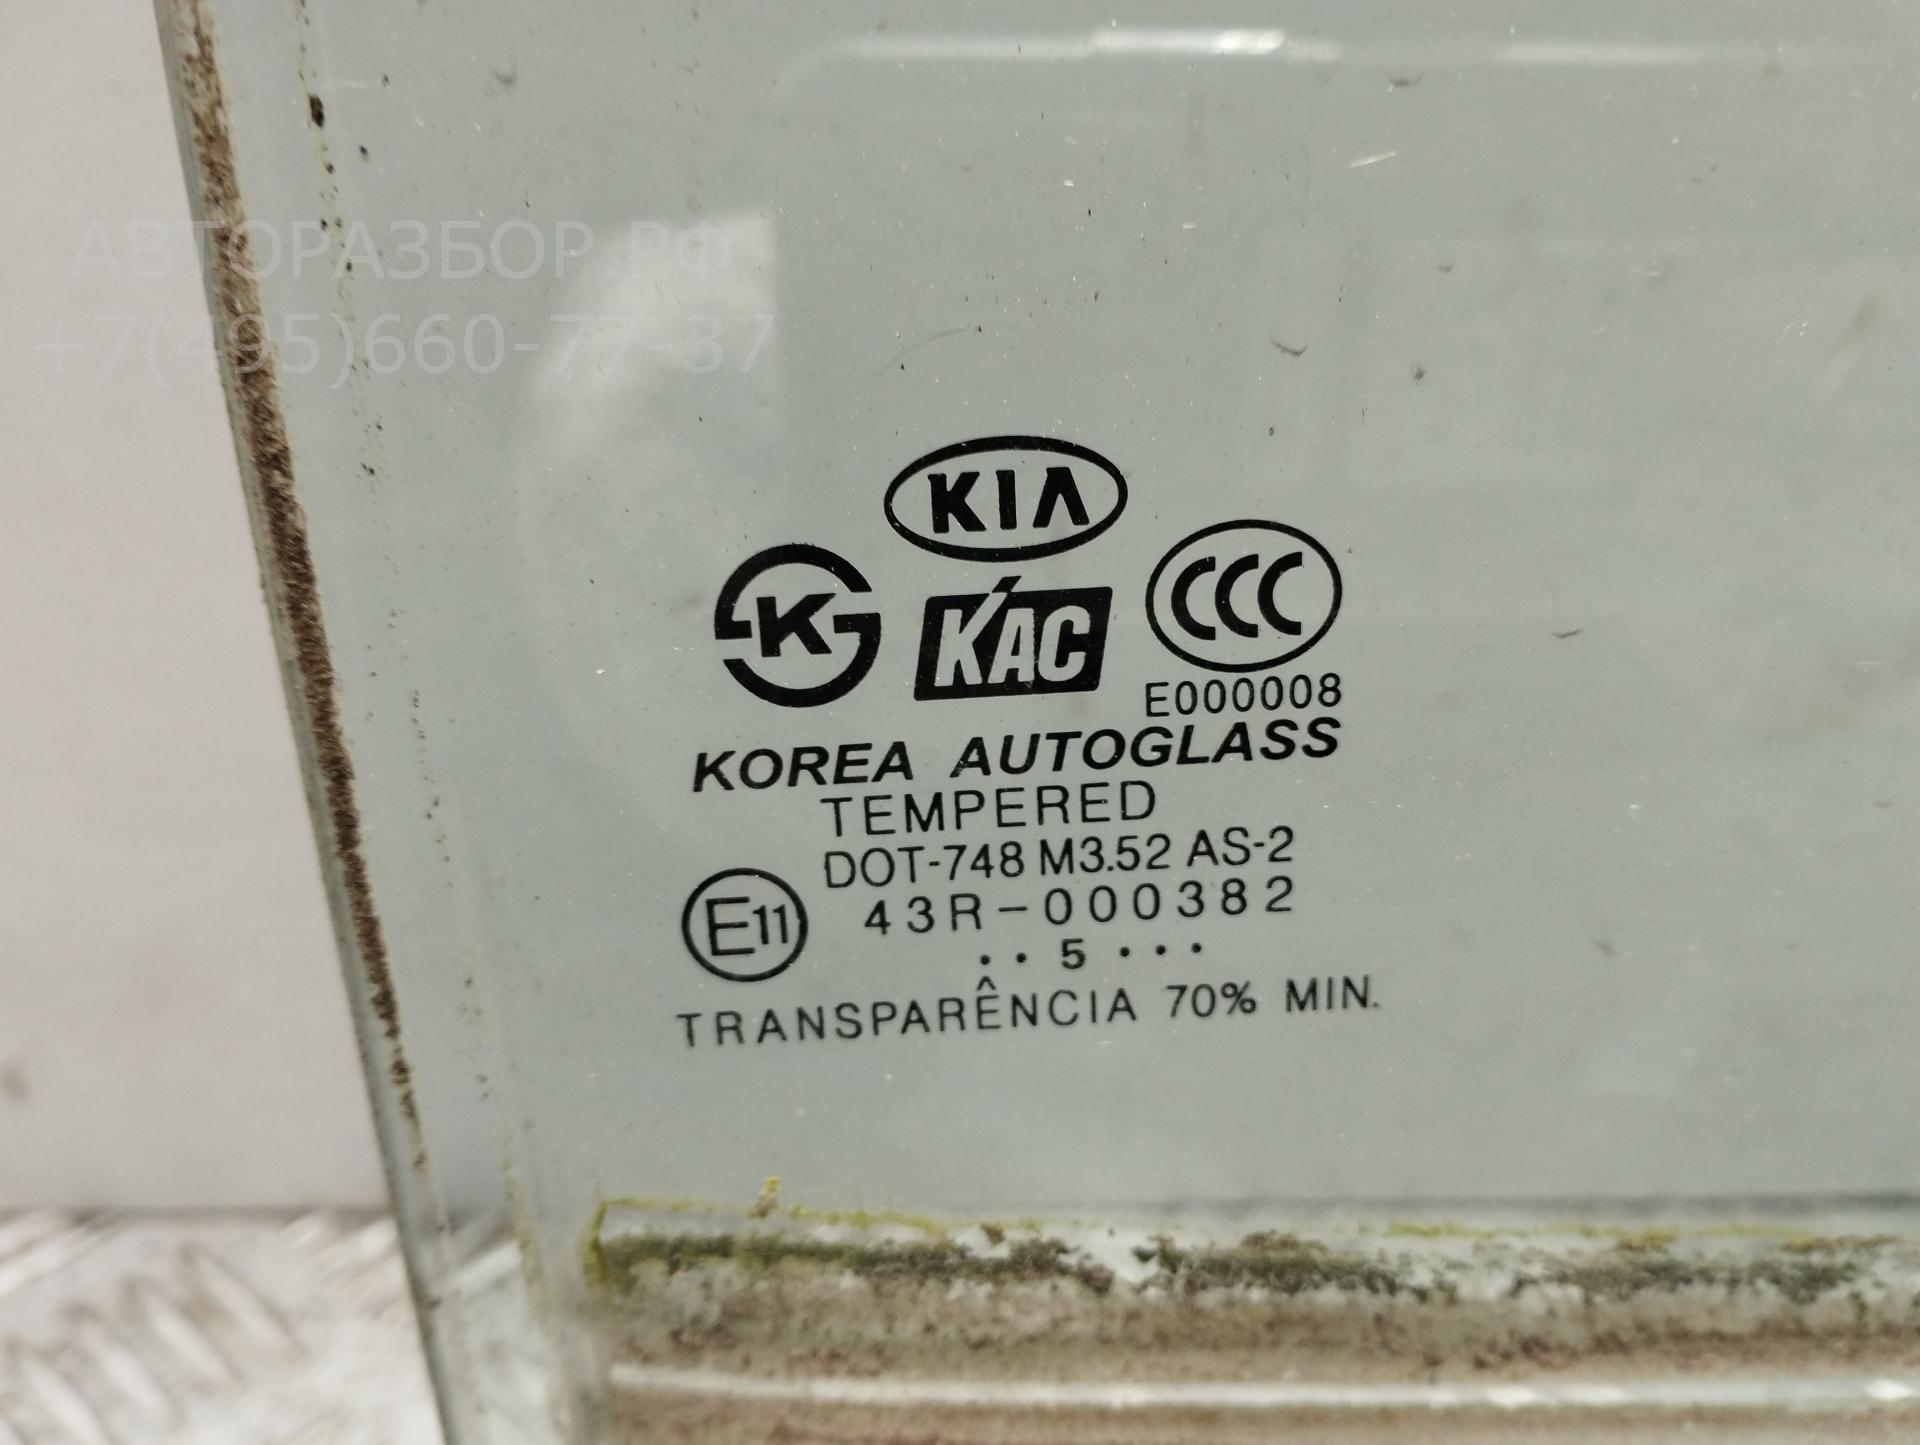 АВТОРАЗБОР.РФ
+7(495)660-77-37
KIA
K
KAC
CCC
E000008
KOREA AUTOGLASS
TEMPERED
DOT-748 M3.52 AS-2
E11
43R-000382
..5...
TRANSPARÊNCIA 70% MIN.